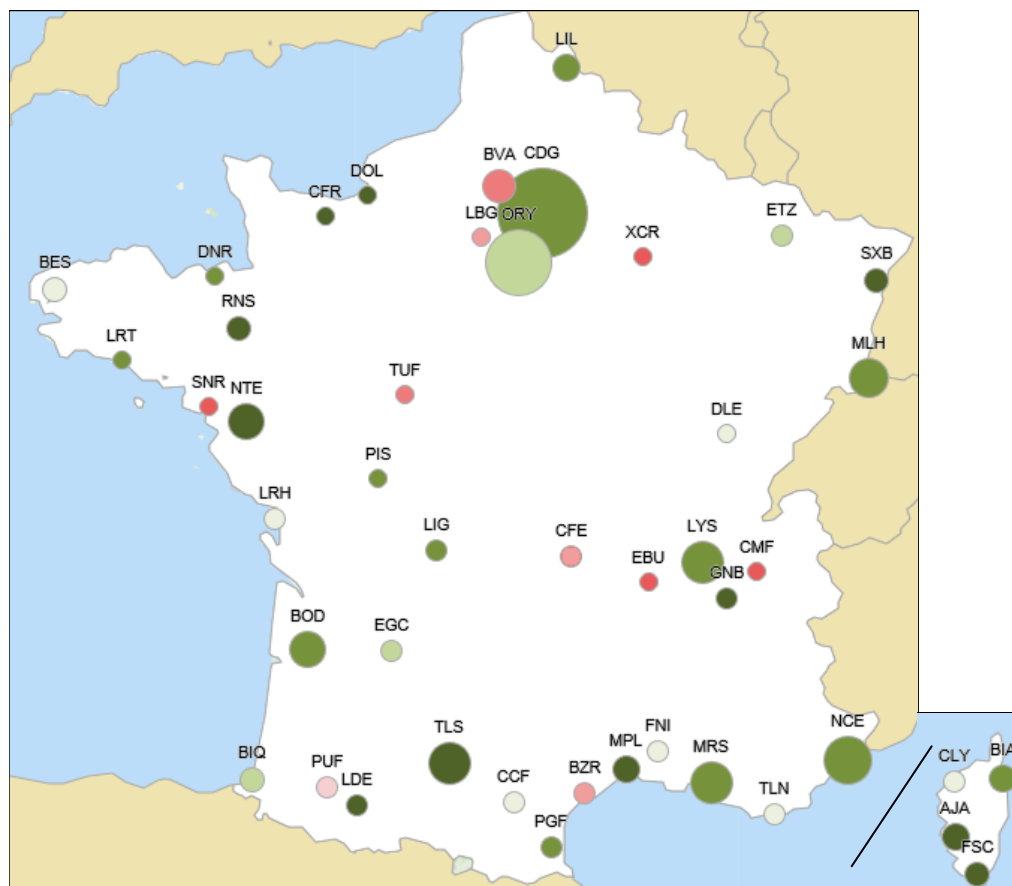 LIL
BVA CDG
DOL
CFR
LBG ORY
ETZ
XCR
DNR
SXB
BES
RNS
LRT
MLH
TUF
SNR NTE
DLE
PIS
LRH
LIG
CFE
LYS
EBU
CMF
GNB
BOD
EGC
NCE
FNI
TLS
MPL
BIQ
MRS
BIA
CLY
PUF
LDE
CCF
BZR
TLN
AJA
PGF
FSC